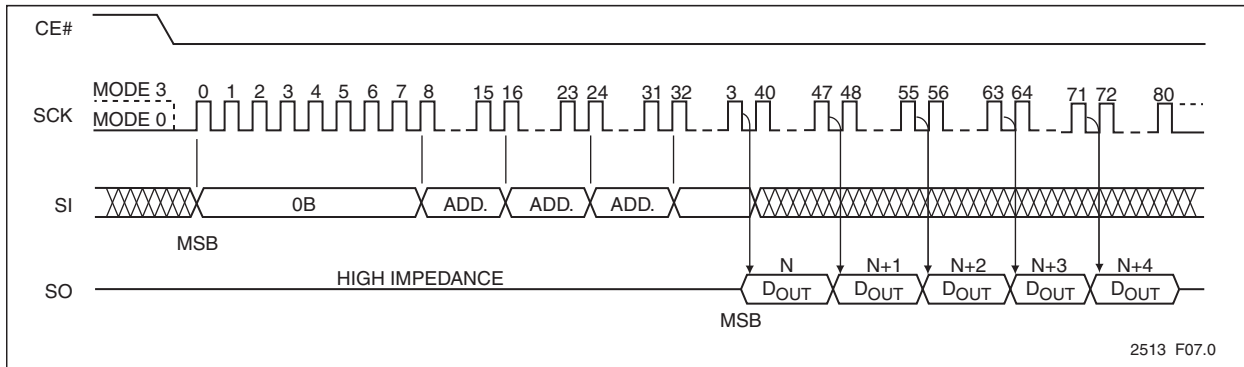 CE#
MODE 3
0 1 2 3 4 5 6 7 8 15 16 23 24 31 32 3 40 47 48 55 56 63 64 71 72 80
SCK
MODE 0
SI
0B ADD. ADD. ADD.
MSB
HIGH IMPEDANCE
N N+1 N+2 N+3 N+4
SO
DOUT DOUT DOUT DOUT DOUT
MSB
2513 F07.0